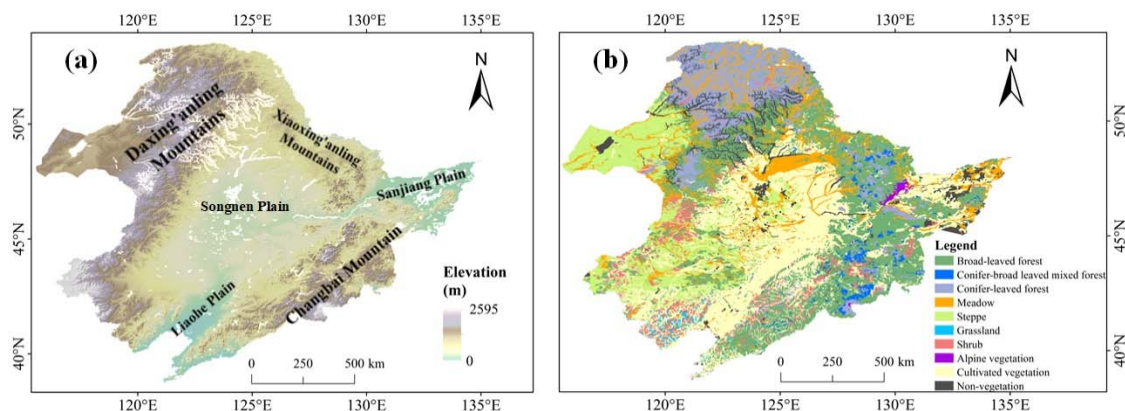 120°E 125°E 130°E 135°E
(a)
N
50°N
45°N
40°N
Daxing'anling
Mountains
Xiaoxing'anling
Mountains
Sanjiang Plain
Songnen Plain
Changbai Mountain
Liaohe Plain
Elevation
(m)
2595
0
0 250 500 km
120°E 125°E 130°E 135°E
120°E 125°E 130°E 135°E
(b)
N
50°N
45°N
40°N
Legend
Broad-leaved forest
Conifer-broad leaved mixed forest
Conifer-leaved forest
Meadow
Steppe
Grassland
Shrub
Alpine vegetation
Cultivated vegetation
Non-vegetation
0 250 500 km
120°E 125°E 130°E 135°E